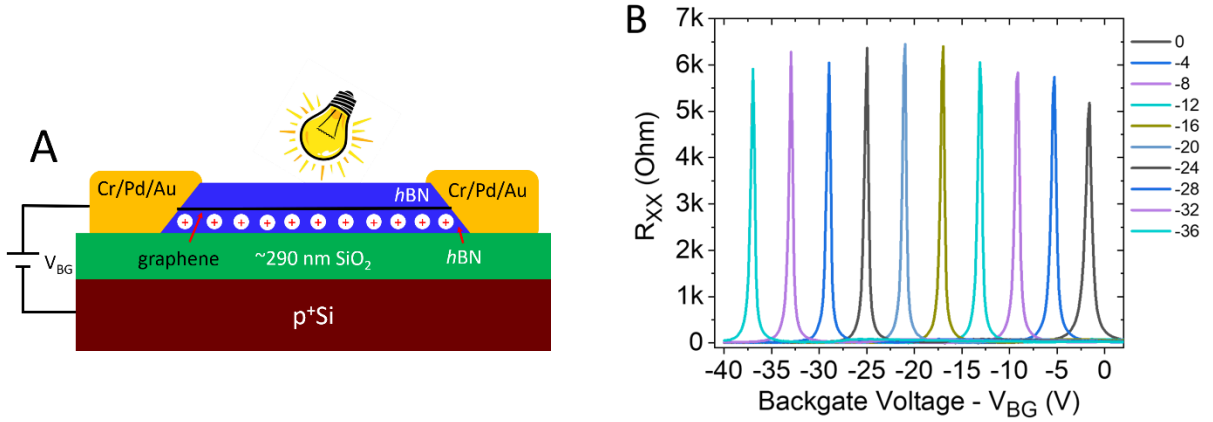 A
Cr/Pd/Au
hBN
Cr/Pd/Au
+ + + + + + + + + + +
V_BG
graphene
~290 nm SiO₂
hBN
p⁺Si
B
R_XX (Ohm)
7k
6k
5k
4k
3k
2k
1k
0
-40 -35 -30 -25 -20 -15 -10 -5 0
Backgate Voltage - V_BG (V)
0
-4
-8
-12
-16
-20
-24
-28
-32
-36